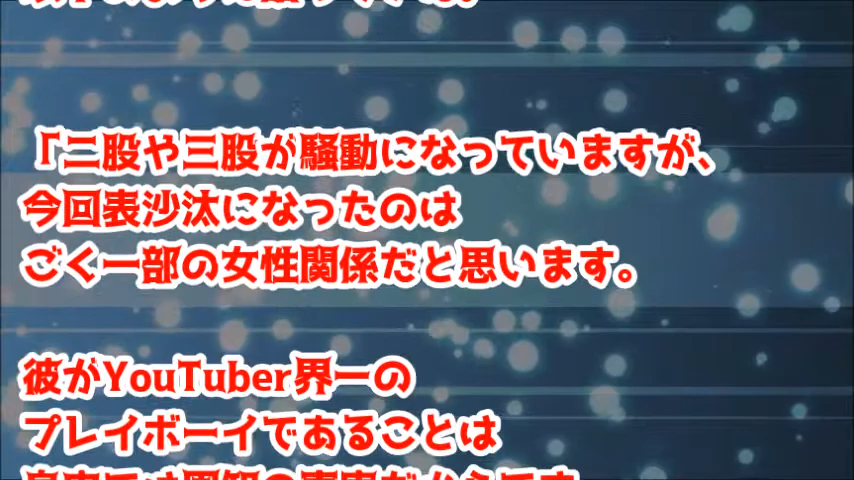 「二股や三股が騒動になっていますが、
今回表沙汰になったのは
ごく一部の女性関係だと思います。
彼がYouTuber界一の
プレイボーイであることは